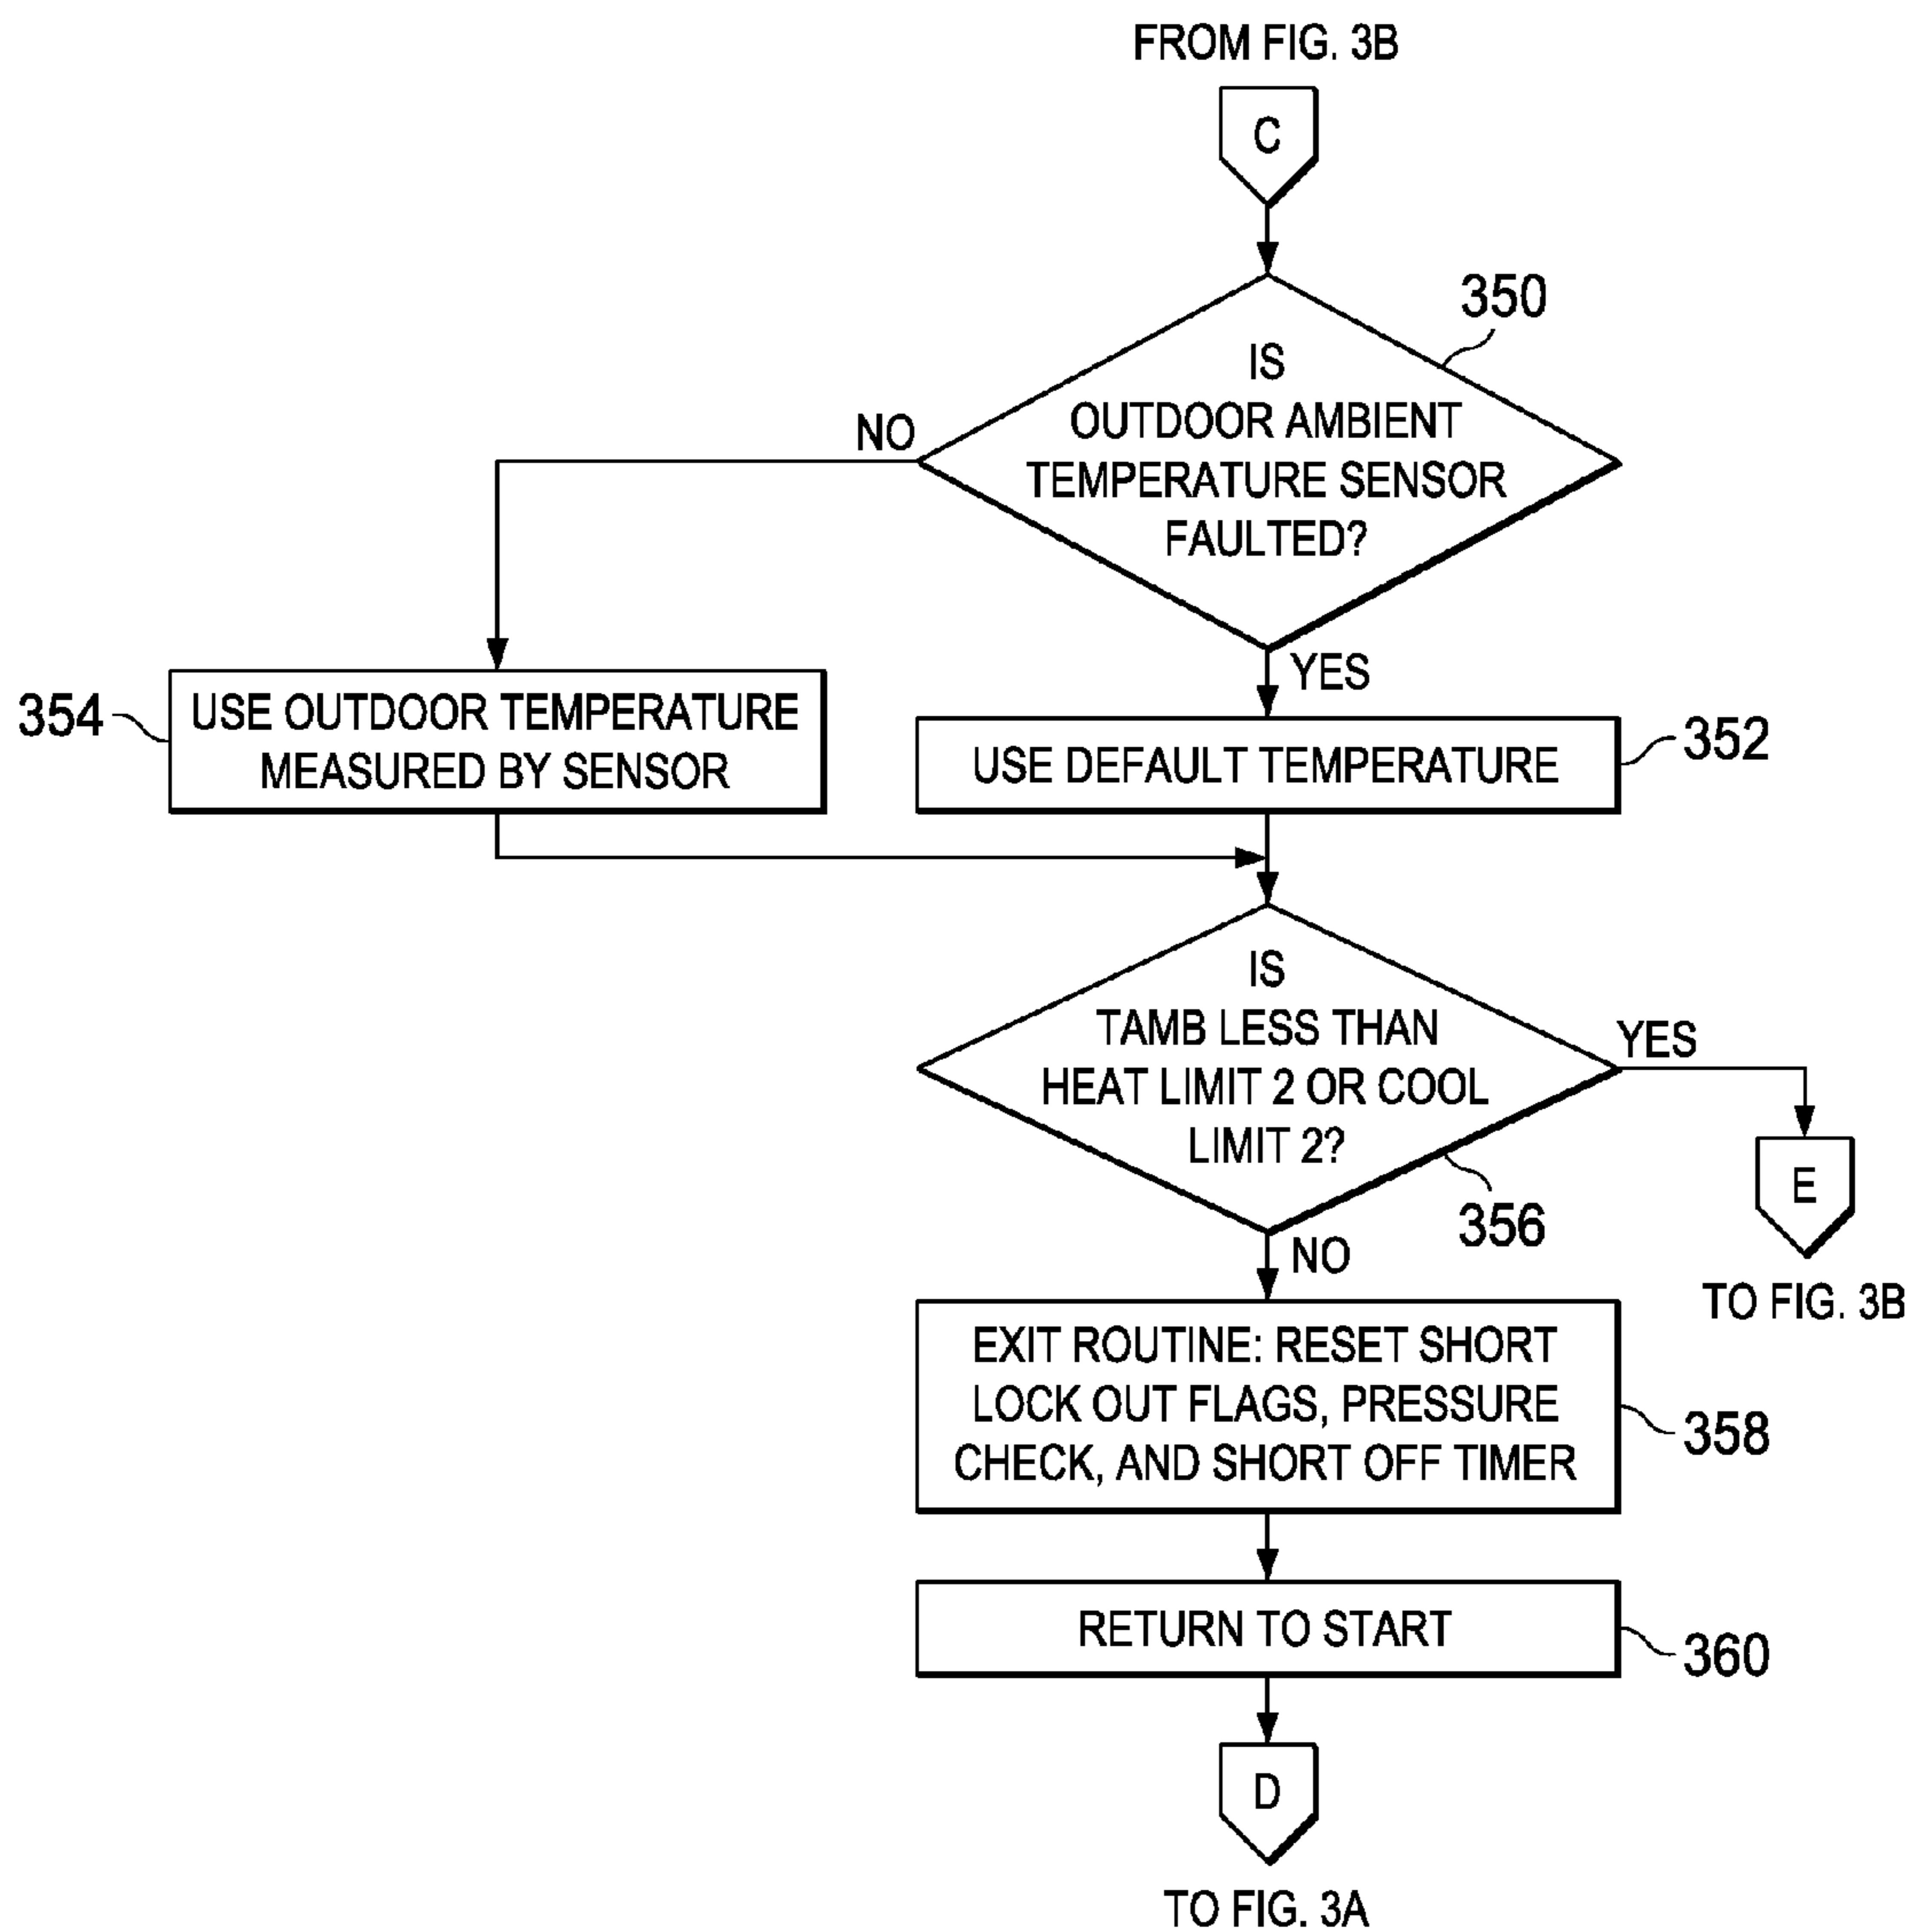 FROM FIG. 3B
C
350
IS
OUTDOOR AMBIENT
TEMPERATURE SENSOR
FAULTED?
NO
YES
354
USE OUTDOOR TEMPERATURE
MEASURED BY SENSOR
USE DEFAULT TEMPERATURE
352
IS
TAMB LESS THAN
HEAT LIMIT 2 OR COOL
LIMIT 2?
YES
356
E
TO FIG. 3B
NO
EXIT ROUTINE: RESET SHORT
LOCK OUT FLAGS, PRESSURE
CHECK, AND SHORT OFF TIMER
358
RETURN TO START
360
D
TO FIG. 3A